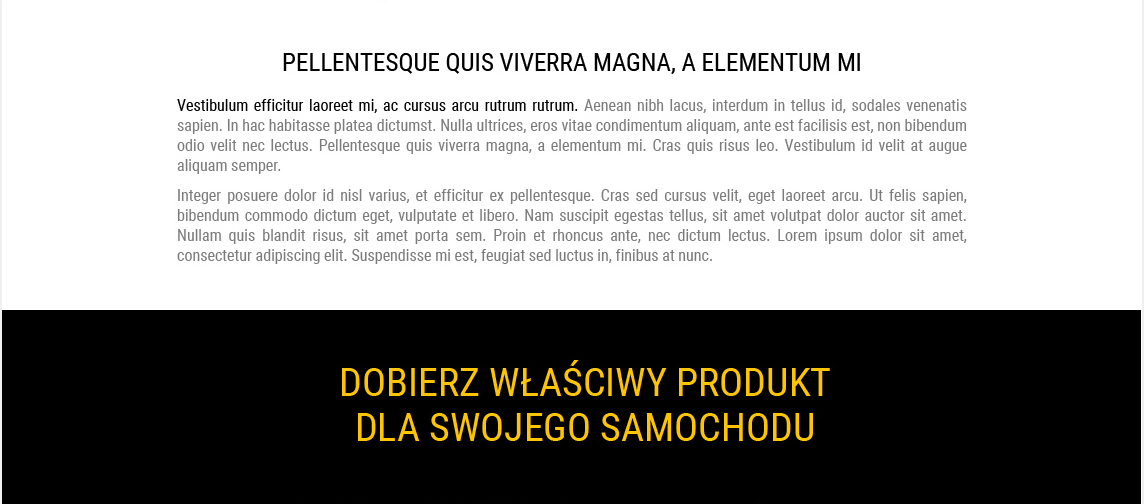 PELLENTESQUE QUIS VIVERRA MAGNA, A ELEMENTUM MI
Vestibulum efficitur laoreet mi, ac cursus arcu rutrum rutrum. Aenean nibh lacus, interdum in tellus id, sodales venenatis
sapien. In hac habitasse platea dictumst. Nulla ultrices, eros vitae condimentum aliquam, ante est facilisis est, non bibendum
odio velit nec lectus. Pellentesque quis viverra magna, a elementum mi. Cras quis risus leo. Vestibulum id velit at augue
aliquam semper.
Integer posuere dolor id nisl varius, et efficitur ex pellentesque. Cras sed cursus velit, eget laoreet arcu. Ut felis sapien,
bibendum commodo dictum eget, vulputate et libero. Nam suscipit egestas tellus, sit amet volutpat dolor auctor sit amet.
Nullam quis blandit risus, sit amet porta sem. Proin et rhoncus ante, nec dictum lectus. Lorem ipsum dolor sit amet,
consectetur adipiscing elit. Suspendisse mi est, feugiat sed luctus in, finibus at nunc.
DOBIERZ WŁAŚCIWY PRODUKT
DLA SWOJEGO SAMOCHODU